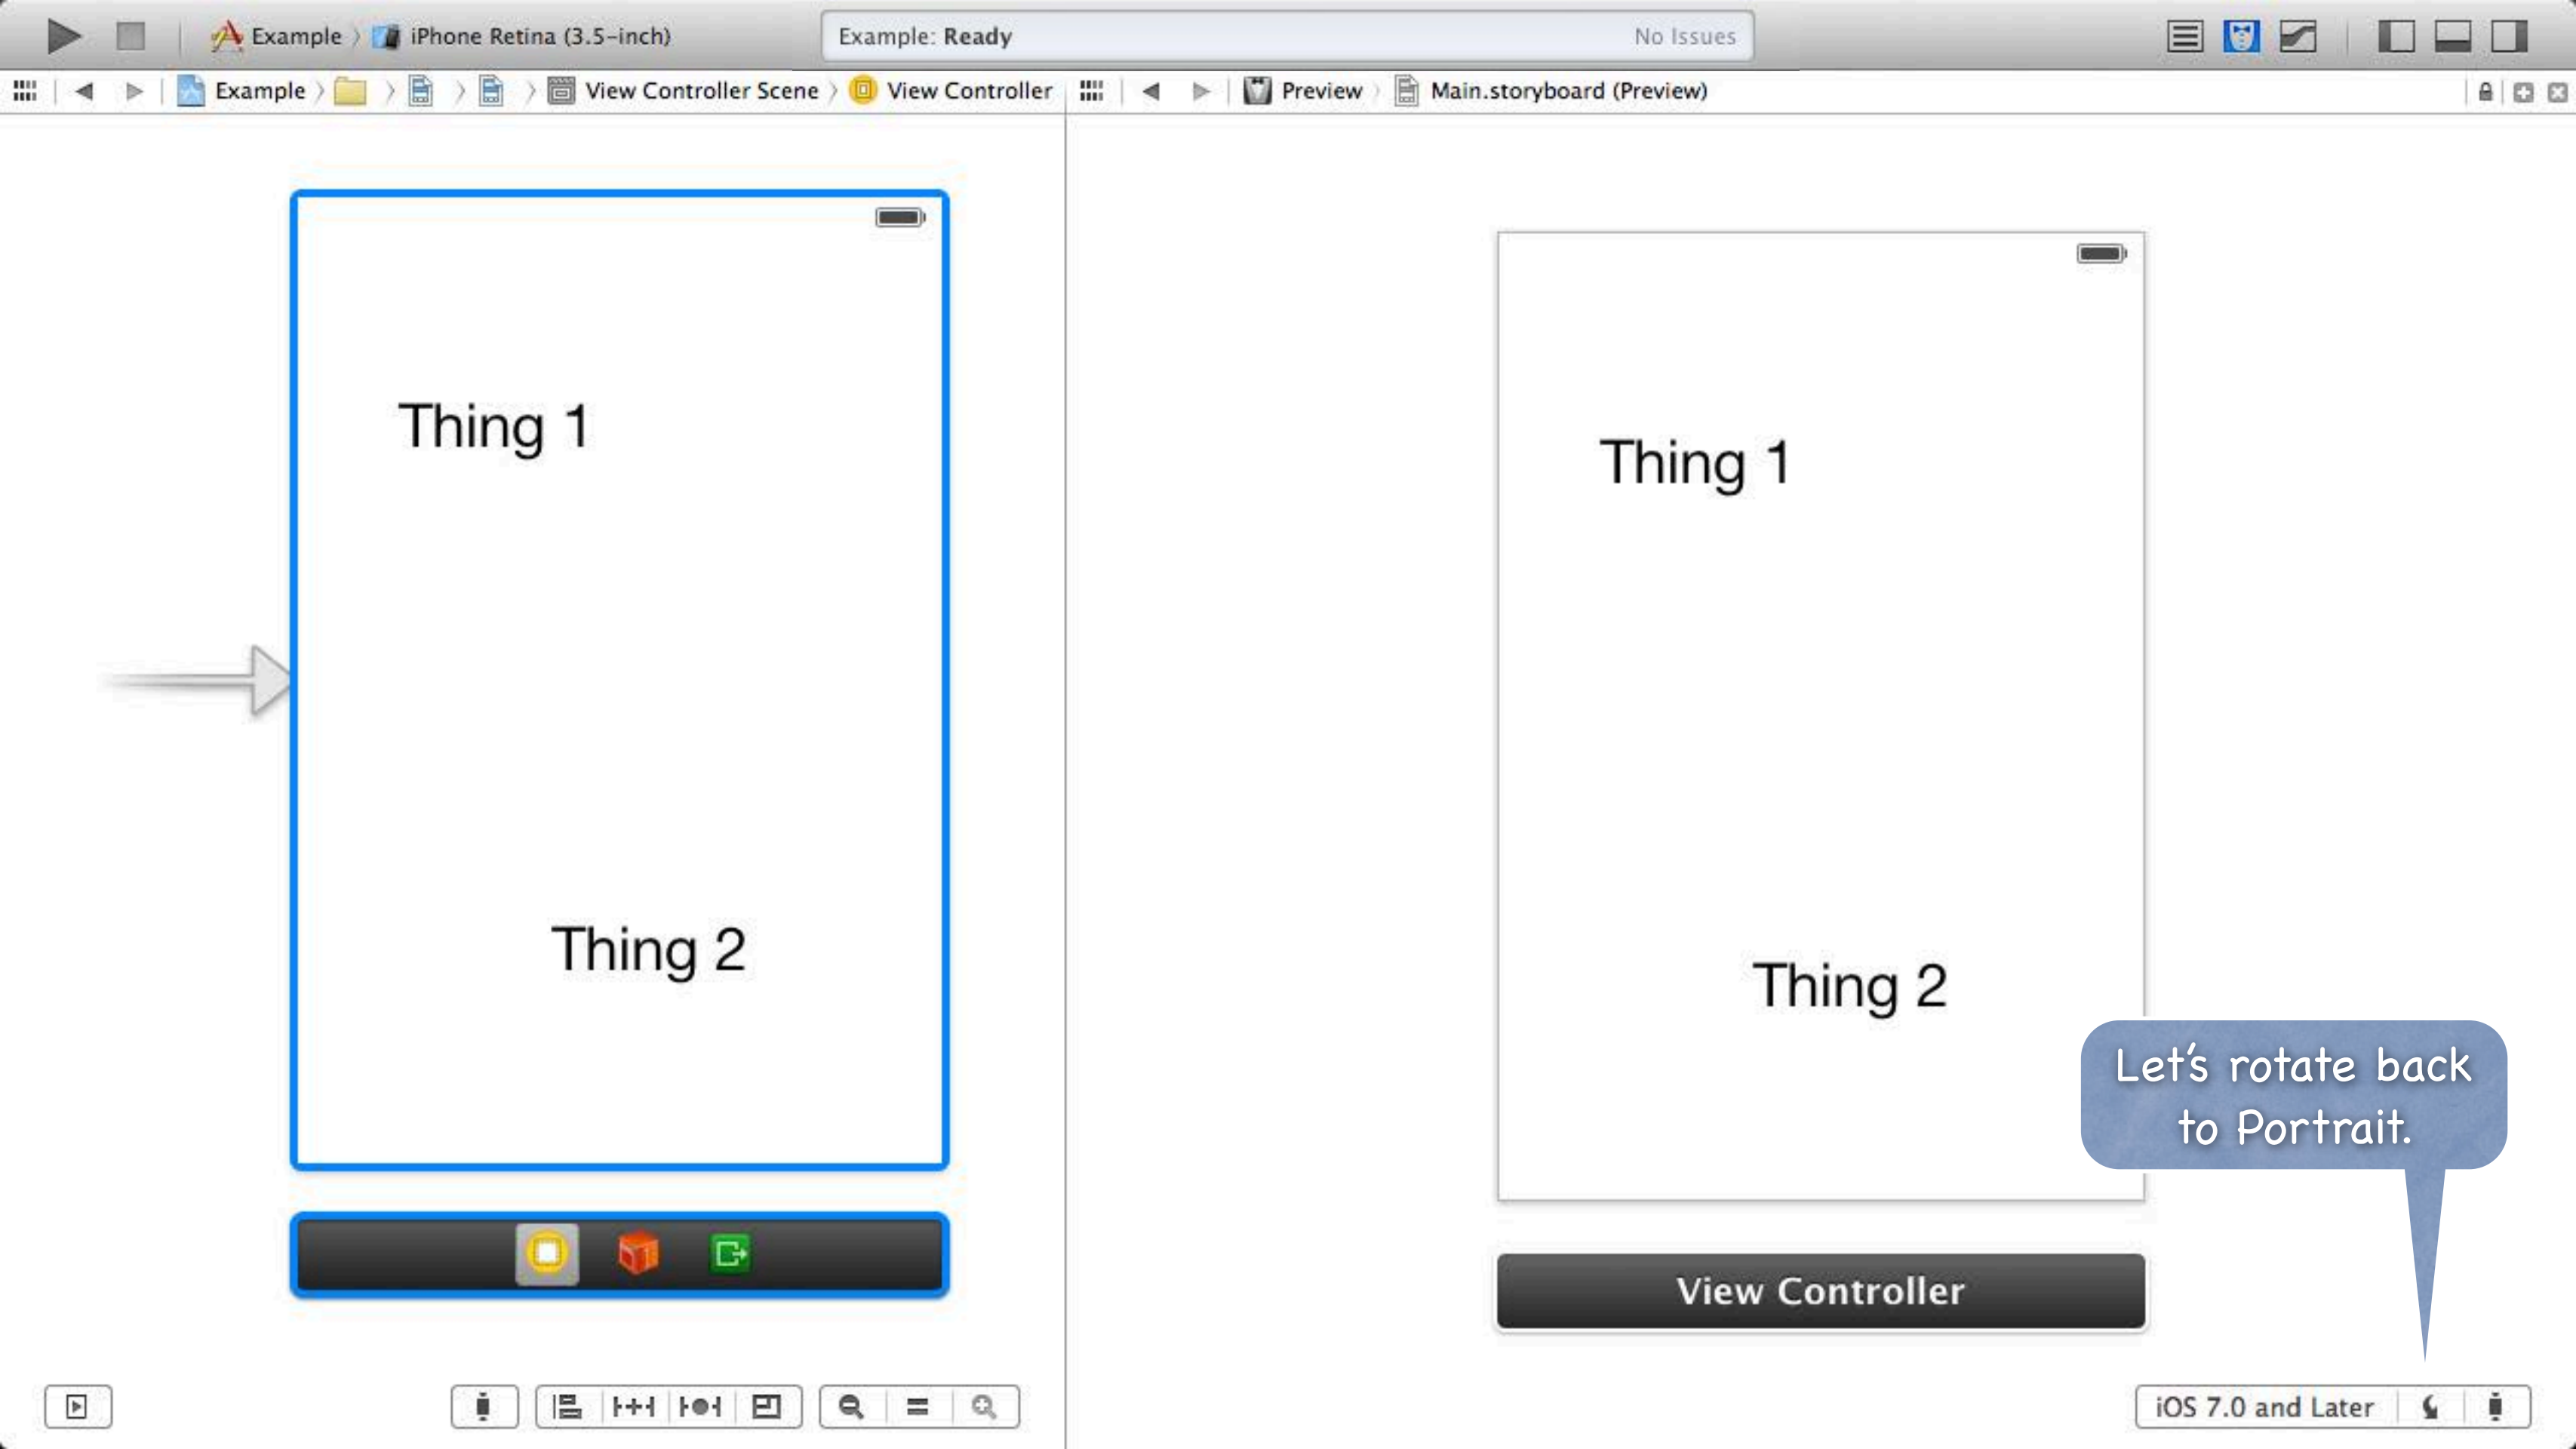 Example
iPhone Retina (3.5-inch)
Example: Ready
No Issues
Example
View Controller Scene
View Controller
Preview
Main.storyboard (Preview)
Thing 1
Thing 2
Thing 1
Thing 2
Let's rotate back
to Portrait.
View Controller
iOS 7.0 and Later